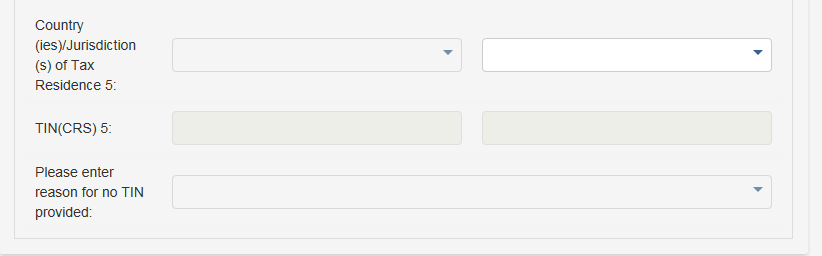 Country
(ies)/Jurisdiction
(s) of Tax
Residence 5:
TIN(CRS) 5:
Please enter
reason for no TIN
provided: